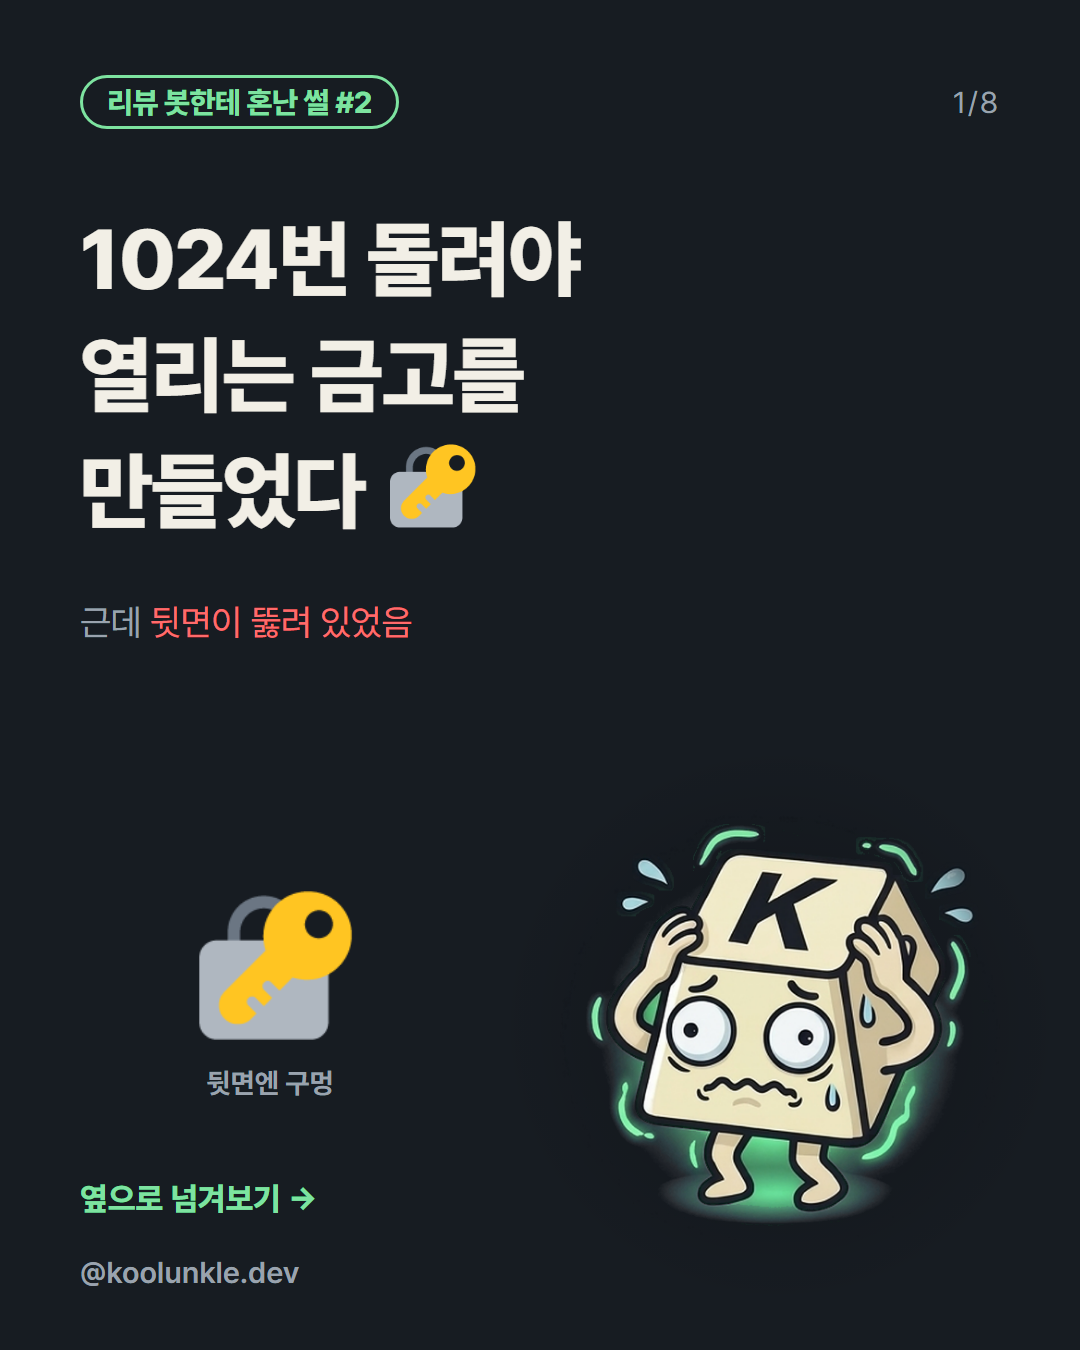 리뷰 봇한테 혼난 썰 #2
1/8
1024번 돌려야
열리는 금고를
만들었다 🔐
근데 뒷면이 뚫려 있었음
K
뒷면엔 구멍
옆으로 넘겨보기 →
@koolunkle.dev